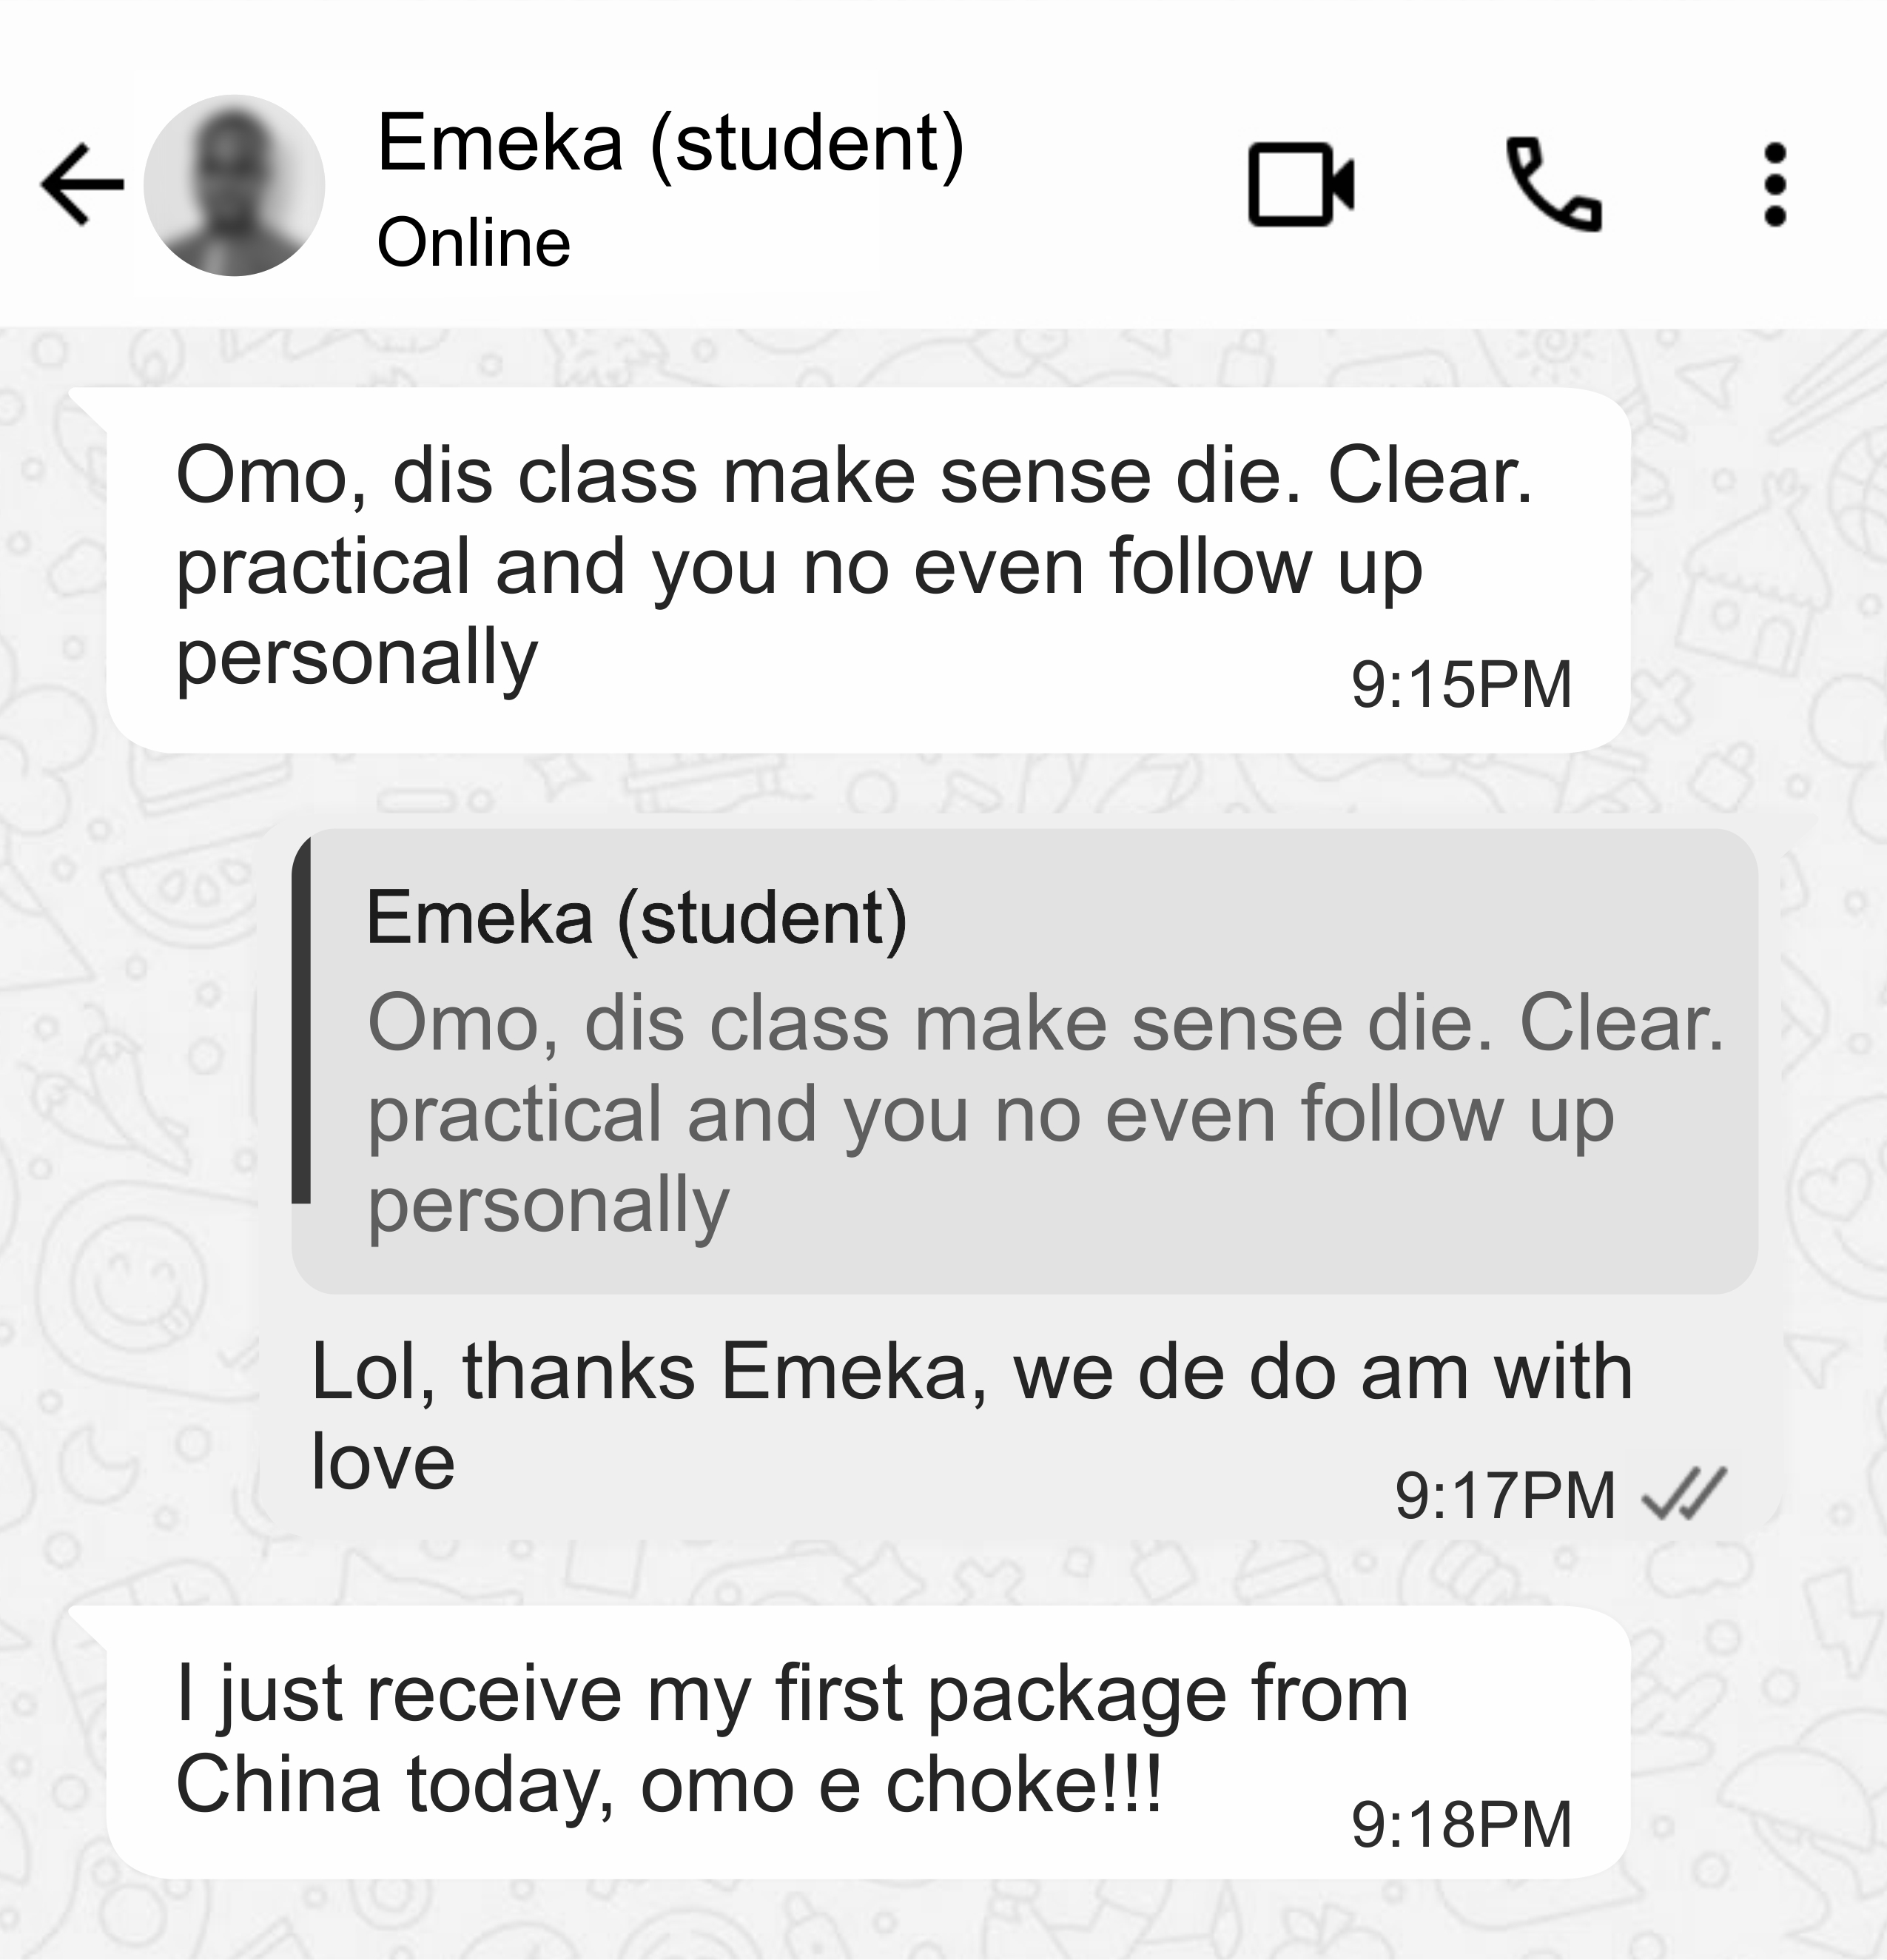 Emeka (student)
Online
Omo, dis class make sense die. Clear.
practical and you no even follow up
personally
9:15PM
Emeka (student)
Omo, dis class make sense die. Clear.
practical and you no even follow up
personally
Lol, thanks Emeka, we de do am with
love
9:17PM
I just receive my first package from
China today, omo e choke!!!
9:18PM